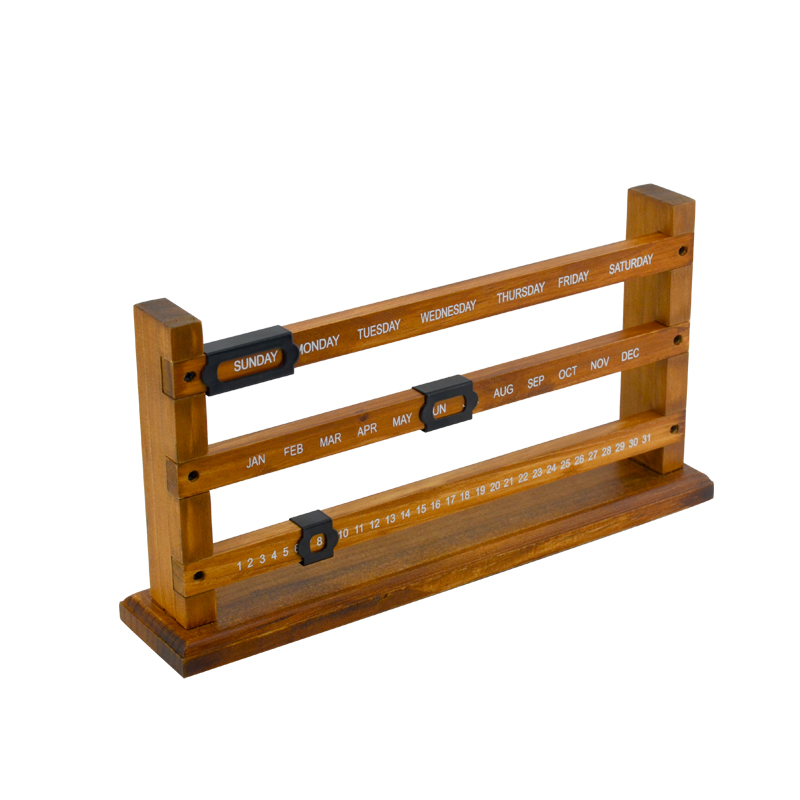 SUNDAY MONDAY TUESDAY WEDNESDAY THURSDAY FRIDAY SATURDAY
JAN FEB MAR APR MAY UN AUG SEP OCT NOV DEC
1 2 3 4 5 8 10 11 12 13 14 15 16 17 18 19 20 21 22 23 24 25 26 27 28 29 30 31